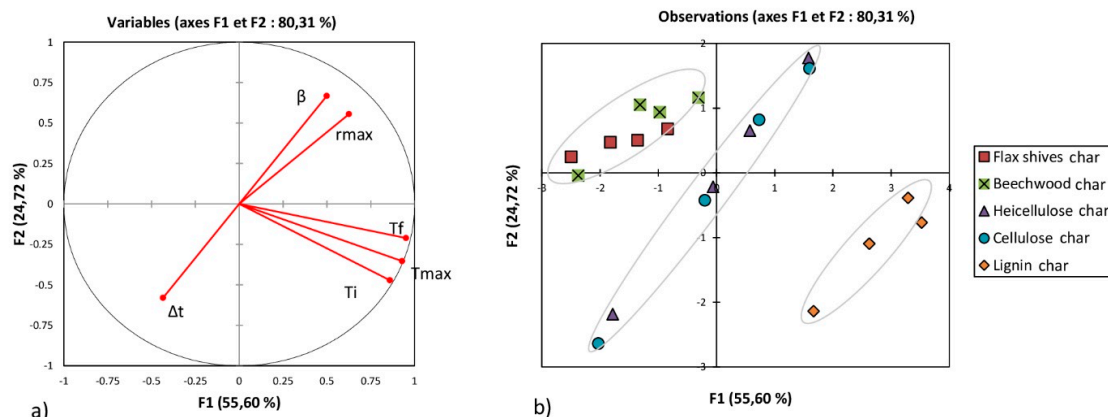 Variables (axes F1 et F2 : 80,31 %)
1
0.75
0.5
0.25
0
-0.25
-0.5
-0.75
-1
F2 (24,72 %)
β
rmax
Tf
Tmax
Ti
Δt
-1
-0.75
-0.5
-0.25
0
0.25
0.5
0.75
1
F1 (55,60 %)
a)
Observations (axes F1 et F2 : 80,31 %)
2
1
0
-1
-2
-3
F2 (24,72 %)
-3
-2
-1
1
2
3
4
F1 (55,60 %)
b)
Flax shives char
Beechwood char
Heicellulose char
Cellulose char
Lignin char